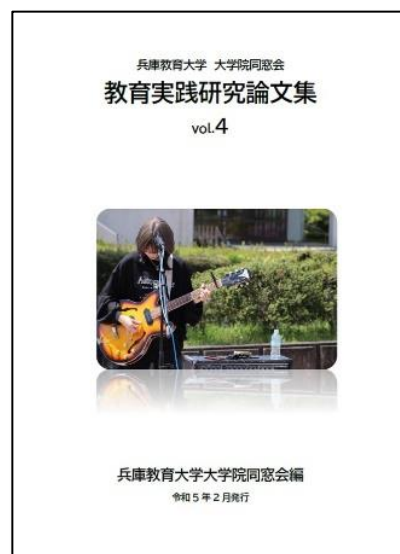 兵庫教育大学 大学院同窓会
教育実践研究論文集
vol.4
兵庫教育大学大学院同窓会編
令和5年2月発行